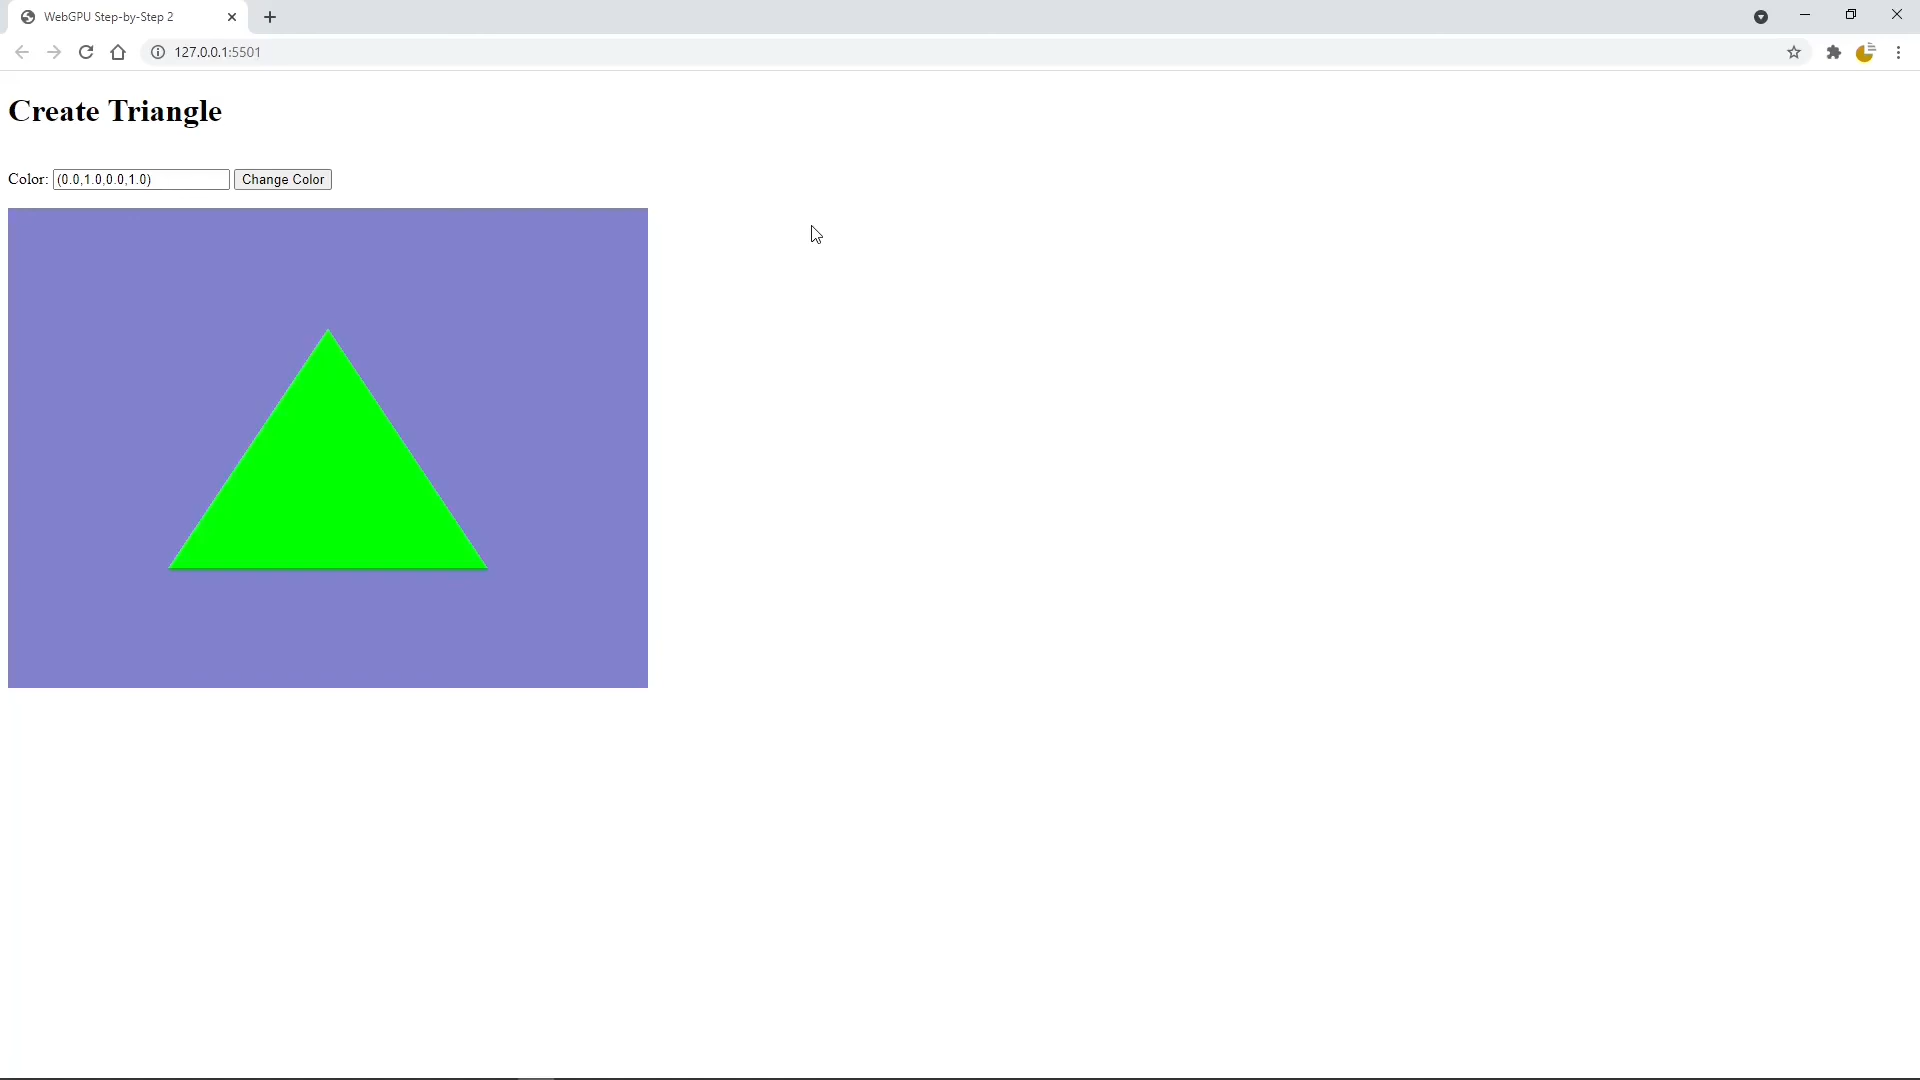 WebGPU Step-by-Step 2
127.0.0.1:5501
Create Triangle
Color: (0.0,1.0,0.0,1.0) Change Color